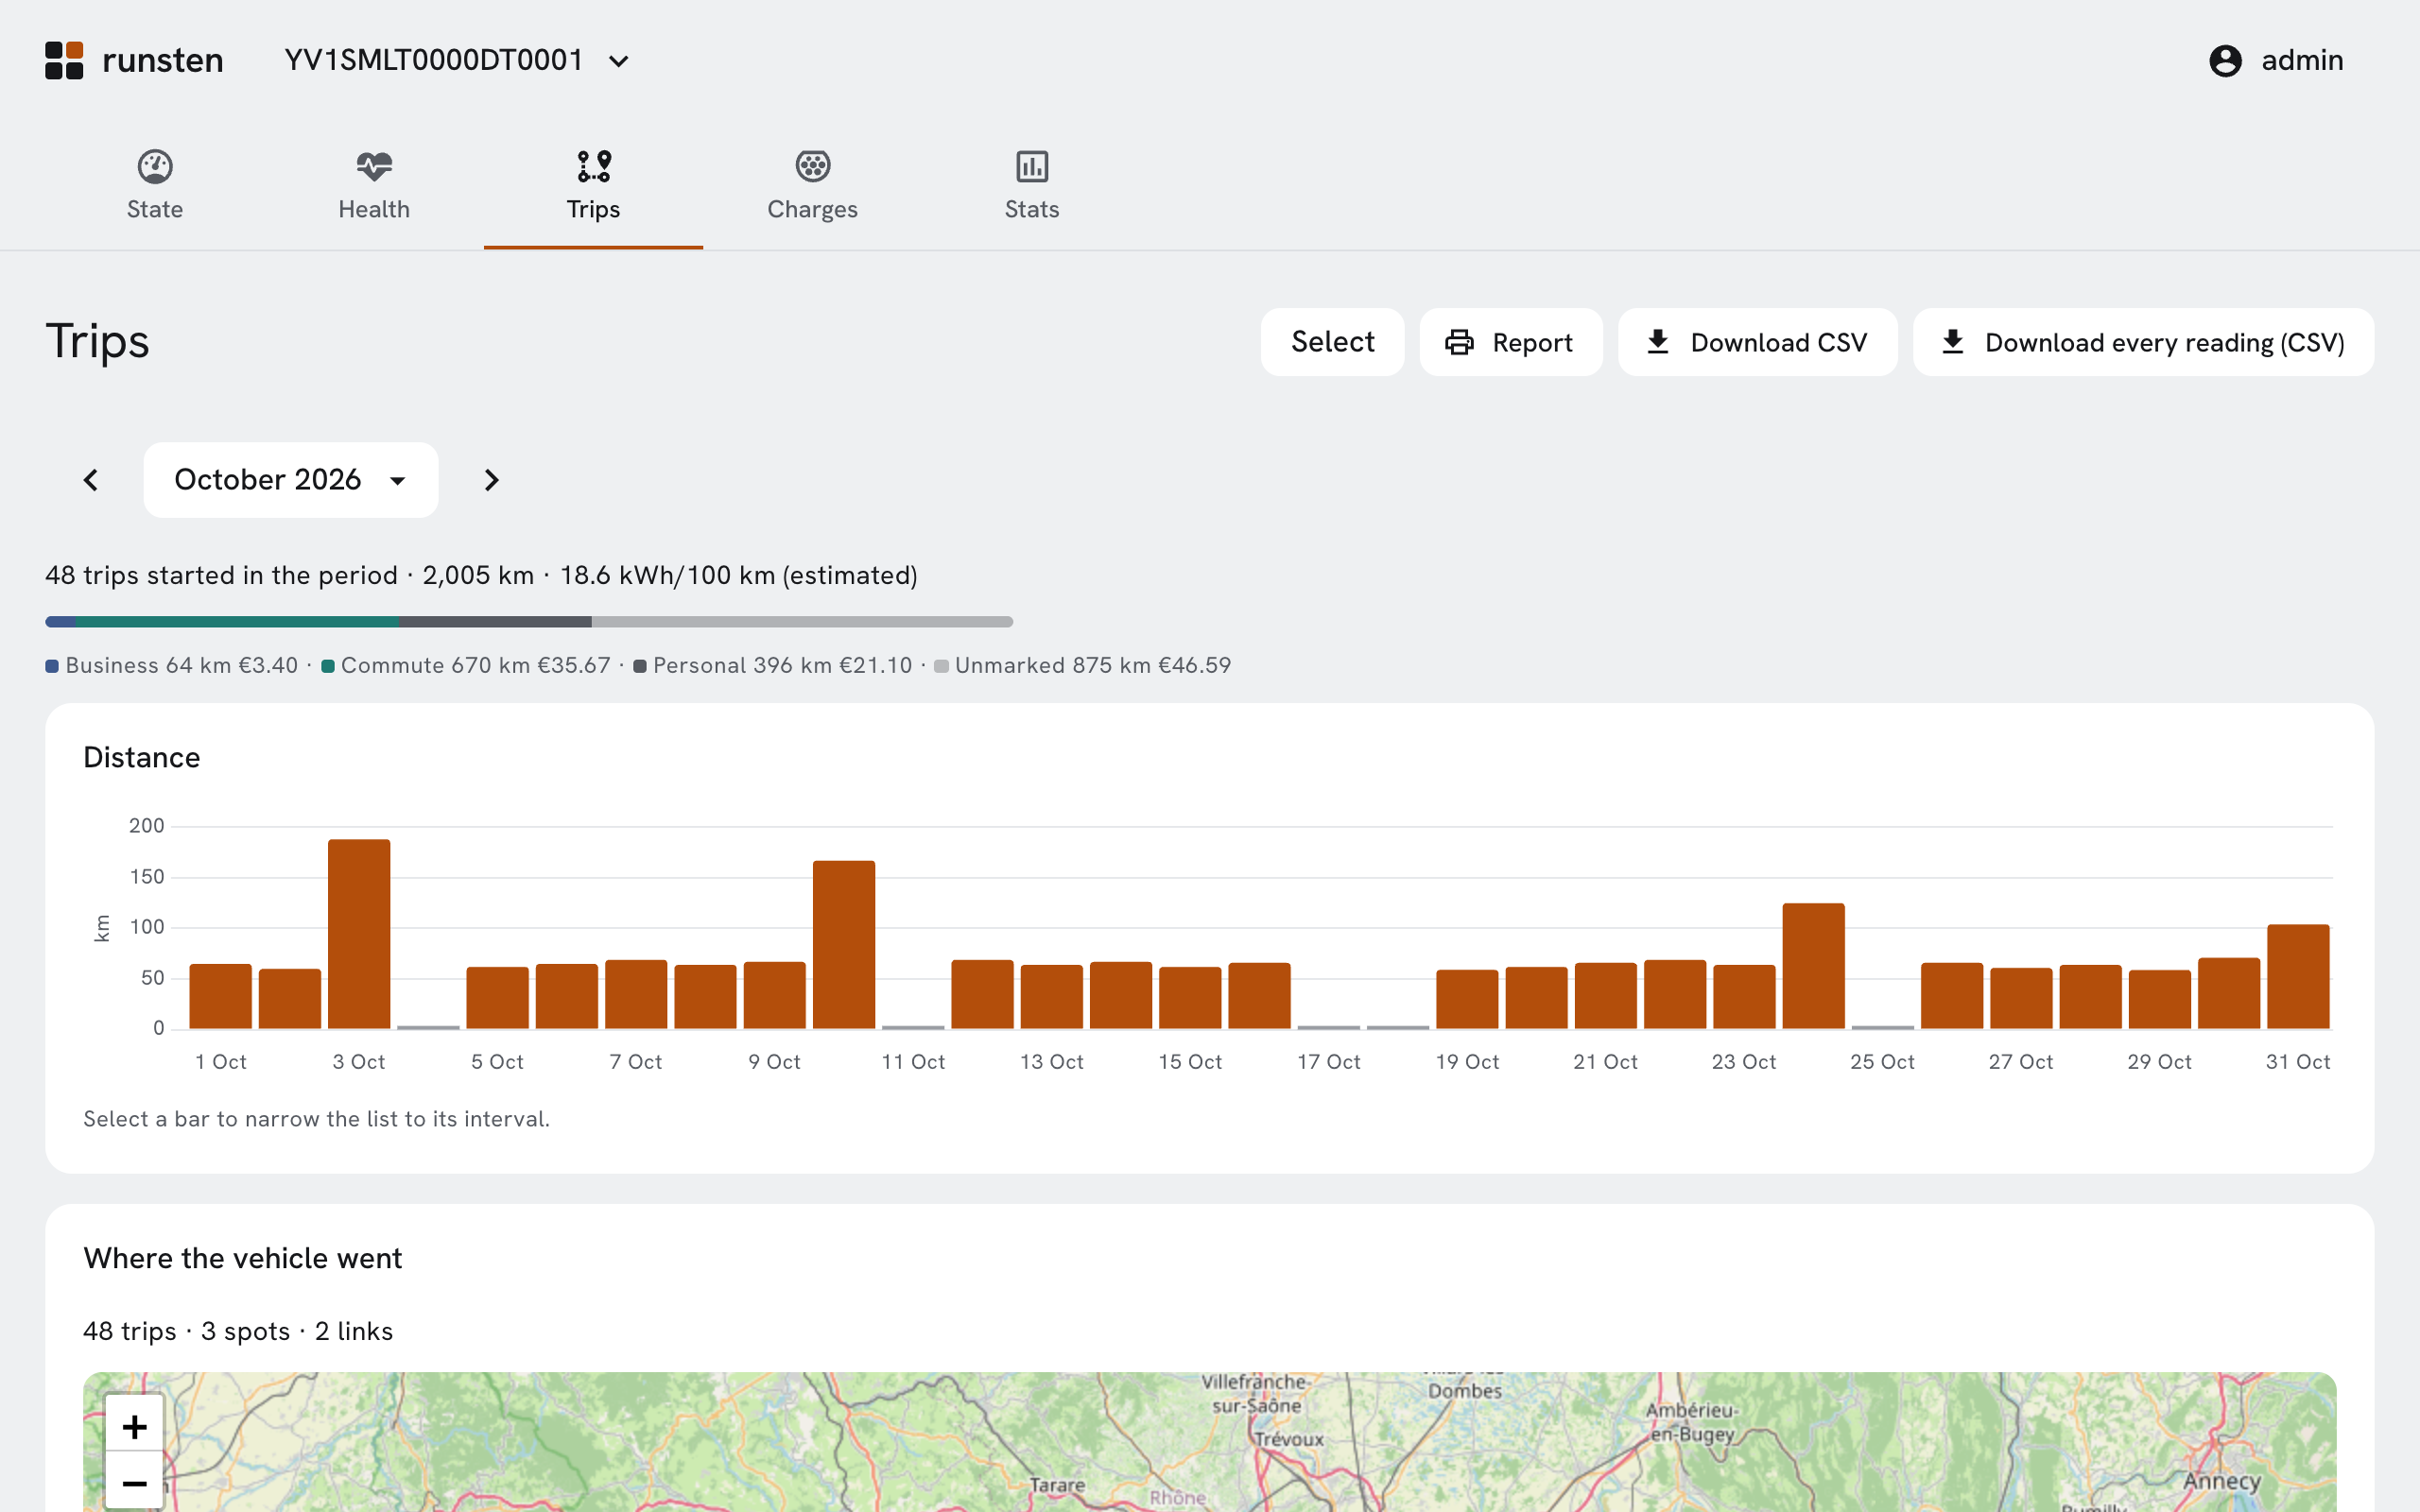 runsten
YV1SMLT0000DT0001
admin
State
Health
Trips
Charges
Stats
Trips
Select
Report
Download CSV
Download every reading (CSV)
October 2026
48 trips started in the period · 2,005 km · 18.6 kWh/100 km (estimated)
Business 64 km €3.40 · Commute 670 km €35.67 · Personal 396 km €21.10 · Unmarked 875 km €46.59
Distance
200
150
100
50
0
km
1 Oct
3 Oct
5 Oct
7 Oct
9 Oct
11 Oct
13 Oct
15 Oct
17 Oct
19 Oct
21 Oct
23 Oct
25 Oct
27 Oct
29 Oct
31 Oct
Select a bar to narrow the list to its interval.
Where the vehicle went
48 trips · 3 spots · 2 links
+
−
Villefranche-
sur-Saône
Trévoux
Dombes
Ambérieu-
en-Bugey
Tarare
Rhône
Annecy